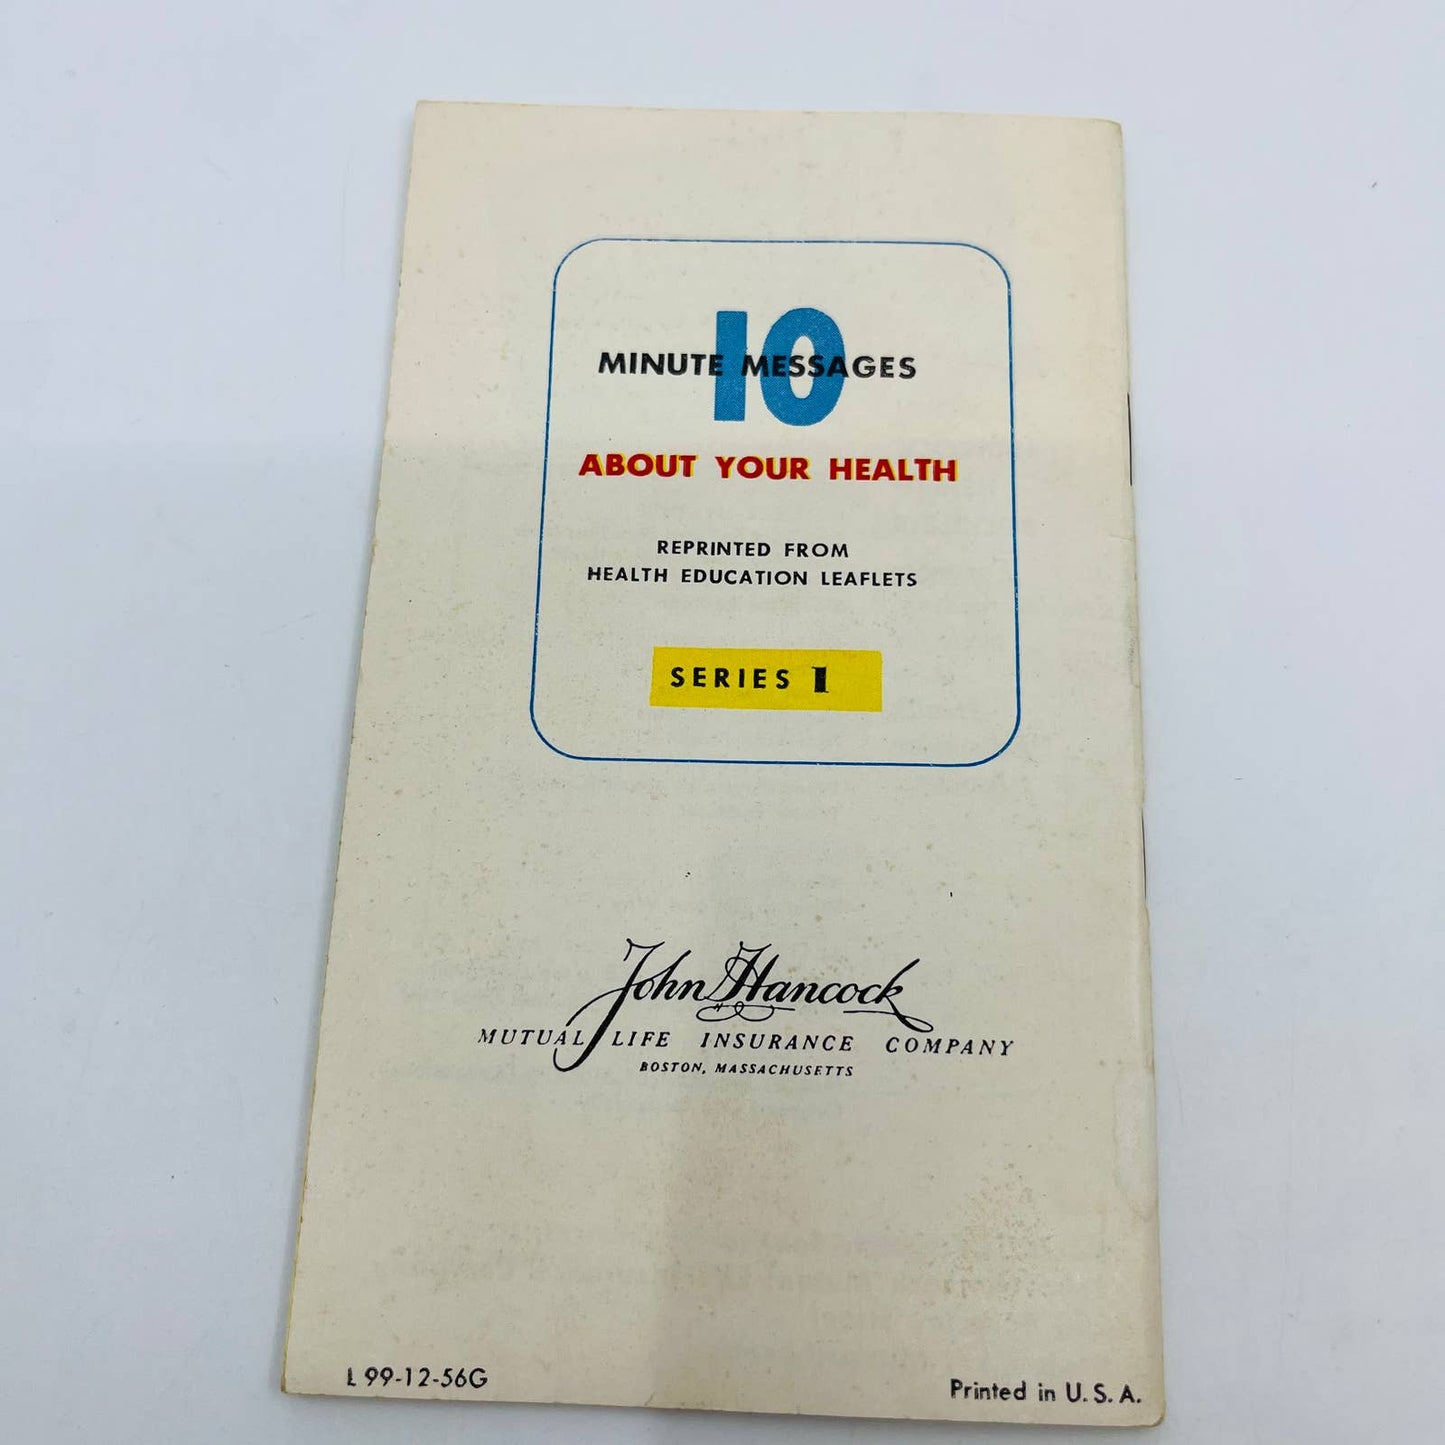 10
MINUTE MESSAGES
ABOUT YOUR HEALTH
REPRINTED FROM
HEALTH EDUCATION LEAFLETS
SERIES 1
John Hancock
MUTUAL LIFE INSURANCE COMPANY
BOSTON, MASSACHUSETTS
L 99-12-56G
Printed in U. S. A.